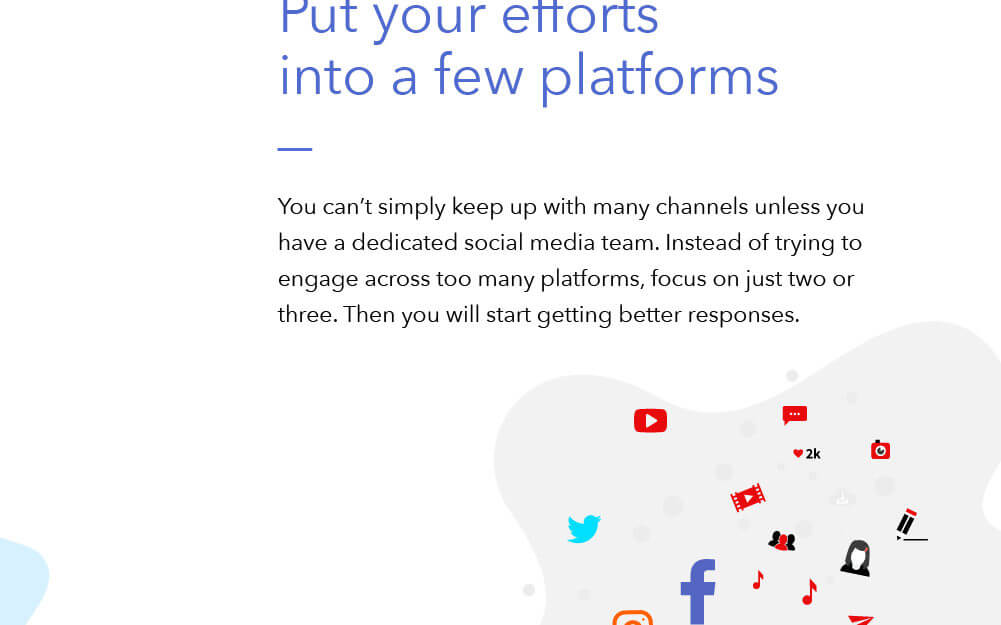 Put your efforts
into a few platforms
You can’t simply keep up with many channels unless you
have a dedicated social media team. Instead of trying to
engage across too many platforms, focus on just two or
three. Then you will start getting better responses.
2k